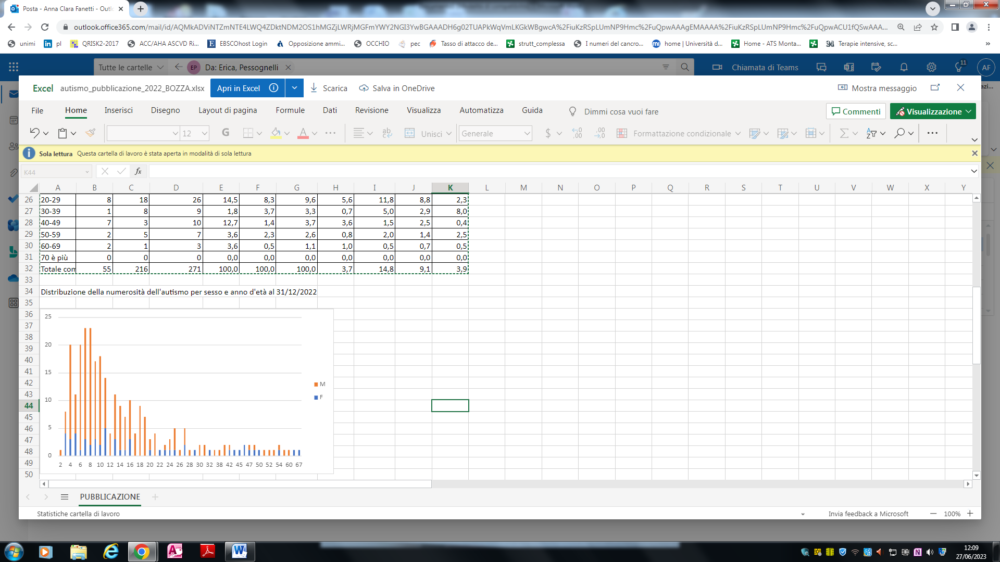 Posta - Anna Clara Fanetti - Outl
outlook.office365.com/mail/id/
unimi pl QRISK2-2017 ACC/AHA ASCVD Ri... EBSCOhost Login Opposizione ammi... OCCHIO pec Tasso di attacco de... strutt_complessa I numeri del cancro... home | Università d... Home - ATS Monta... Terapie intensive, sc... »
Tutte le cartelle EP Da: Erica, Pessognelli Chiamata di Teams 11 AF
Excel autismo_pubblicazione_2022_BOZZA.xlsx Apri in Excel Scarica Salva in OneDrive Mostra messaggio
File Home Inserisci Disegno Layout di pagina Formule Dati Revisione Visualizza Automatizza Guida Dimmi cosa vuoi fare Commenti Visualizzazione
12 G A Unisci Generale $ Formattazione condizionale
Sola lettura Questa cartella di lavoro è stata aperta in modalità di sola lettura
K44 fx
A B C D E F G H I J K L M N O P Q R S T U V W X Y
26 20-29 8 18 26 14,5 8,3 9,6 5,6 11,8 8,8 2,3
27 30-39 1 8 9 1,8 3,7 3,3 0,7 5,0 2,9 8,0
28 40-49 7 3 10 12,7 1,4 3,7 3,6 1,5 2,5 0,4
29 50-59 2 5 7 3,6 2,3 2,6 0,8 2,0 1,4 2,5
30 60-69 2 1 3 3,6 0,5 1,1 1,0 0,5 0,7 0,5
31 70 è più 0 0 0 0,0 0,0 0,0 0,0 0,0 0,0 0,0
32 Totale com 55 216 271 100,0 100,0 100,0 3,7 14,8 9,1 3,9
33
34 Distribuzione della numerosità dell'autismo per sesso e anno d'età al 31/12/2022
35
36
37
38
39
40
41
42
43
44
45
46
47
48
49
50
25
20
15
10
5
0
2 4 6 8 10 12 14 16 18 20 22 24 26 28 30 32 38 42 45 47 50 52 54 60 67
M
F
PUBBLICAZIONE
Statistiche cartella di lavoro Invia feedback a Microsoft 100%
12:09
27/06/2023